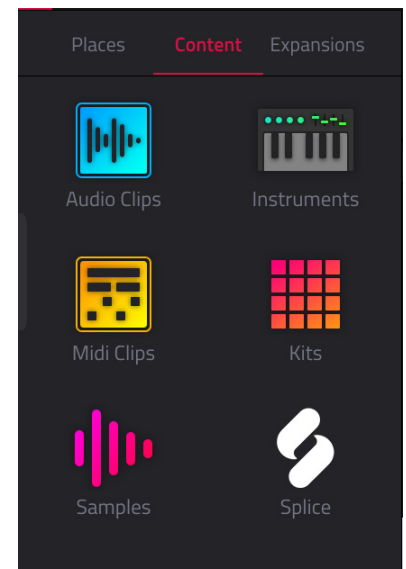 Places Content Expansions
Audio Clips Instruments
Midi Clips Kits
Samples Splice